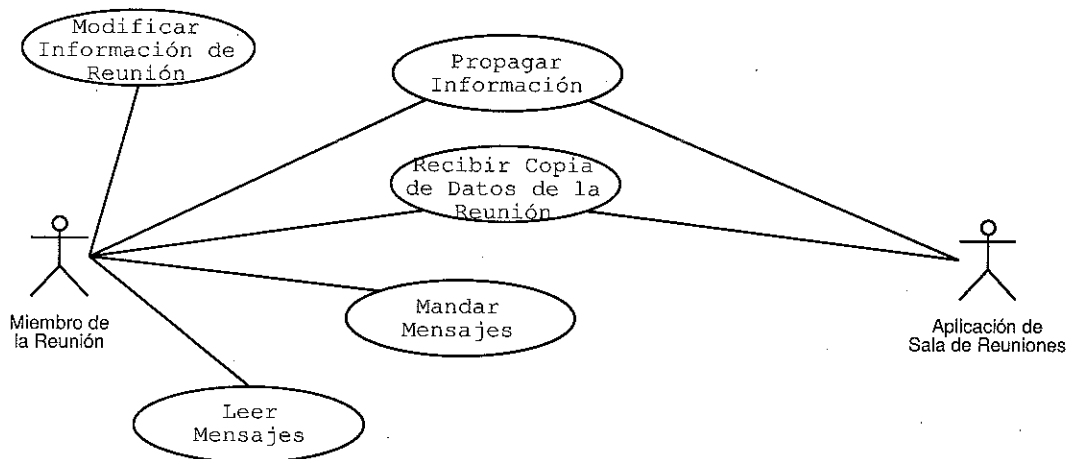 Modificar
Información de
Reunión
Propagar
Información
Recibir Copia
de Datos de la
Reunión
Mandar
Mensajes
Leer
Mensajes
Miembro de
la Reunión
Aplicación de
Sala de Reuniones